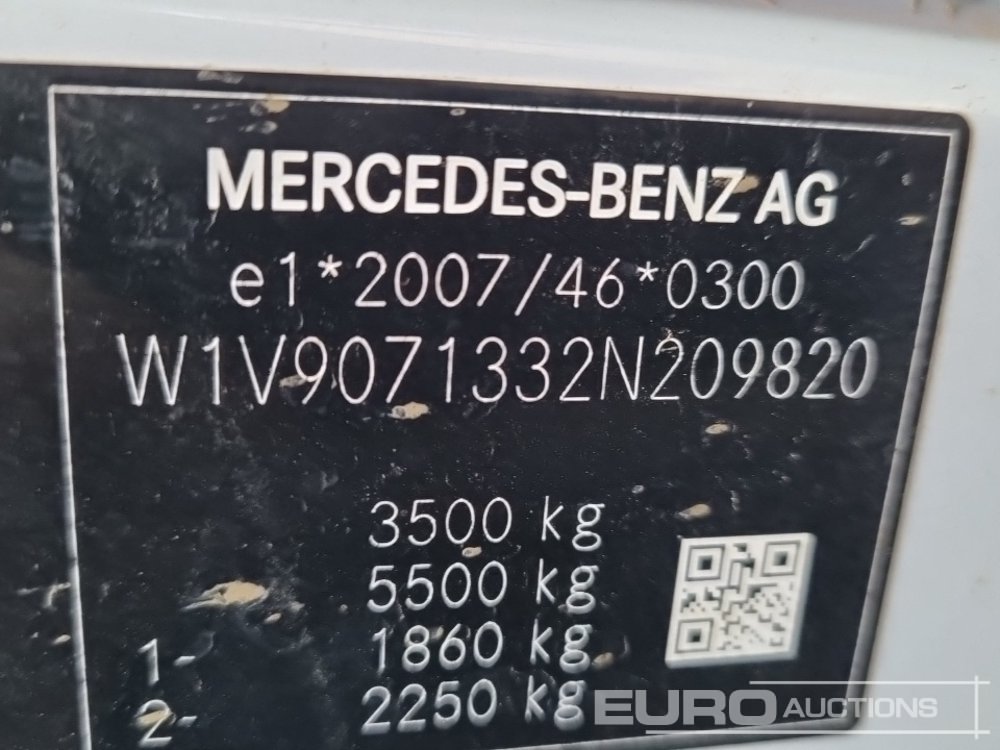 MERCEDES-BENZ AG
e1*2007/46*0300
W1V9071332N209820
3500 kg
5500 kg
1- 1860 kg
2- 2250 kg
EURO AUCTIONS